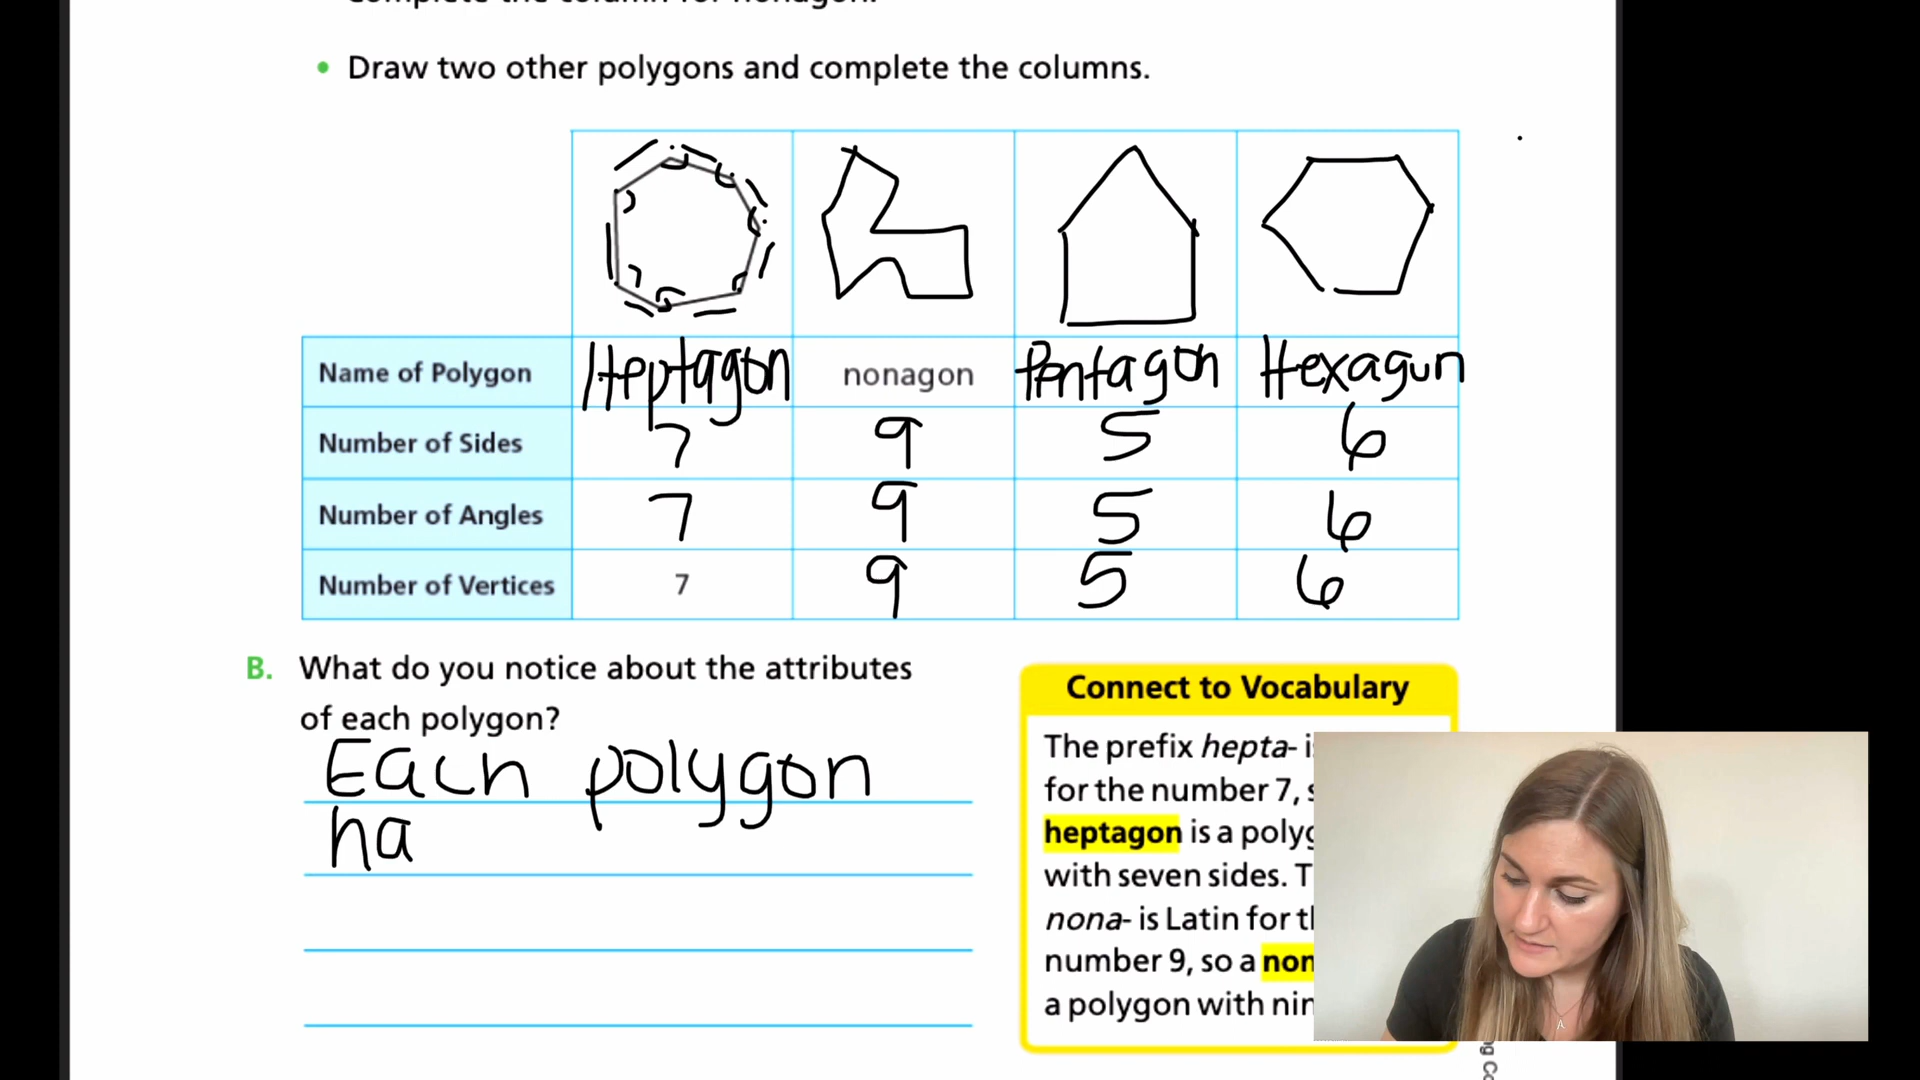 • Draw two other polygons and complete the columns.
Name of Polygon Heptagon nonagon Pentagon Hexagon
Number of Sides 7 9 5 6
Number of Angles 7 9 5 6
Number of Vertices 7 9 5 6
B. What do you notice about the attributes
of each polygon?
Each polygon
ha
Connect to Vocabulary
The prefix hepta-
for the number 7,
heptagon is a
with seven sides.
nona- is Latin for
number 9, so a
a polygon with